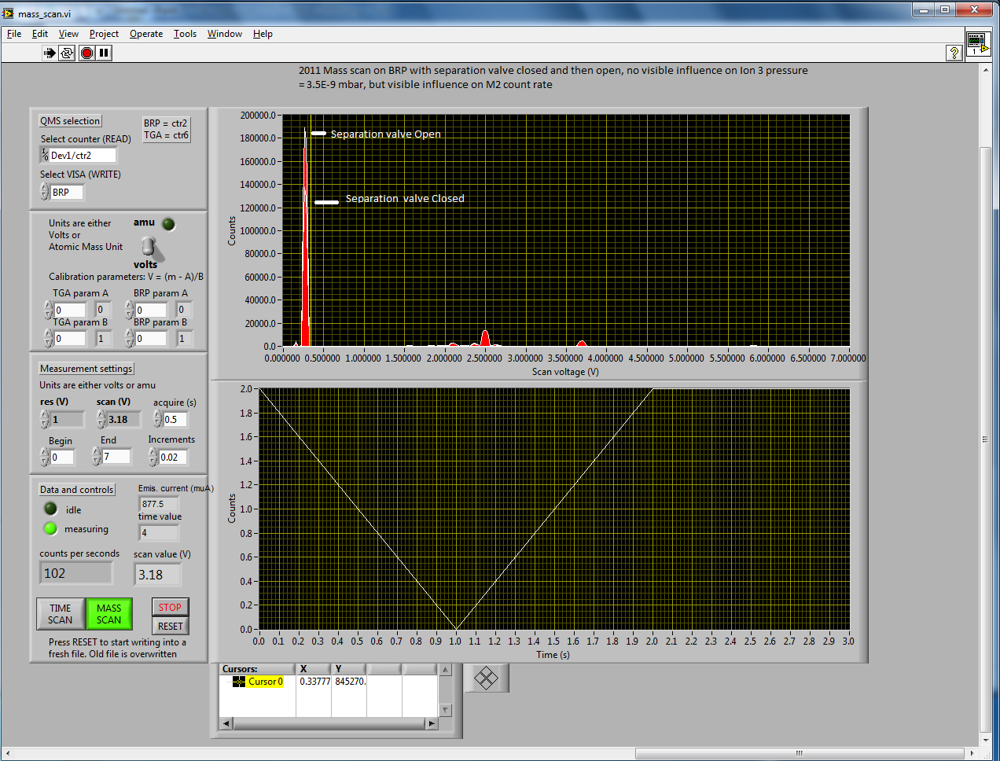 mass_scan.vi
File Edit View Project Operate Tools Window Help
1
?
2011 Mass scan on BRP with separation valve closed and then open, no visible influence on Ion 3 pressure
= 3.5E-9 mbar, but visible influence on M2 count rate
QMS selection
BRP = ctr2
TGA = ctr6
Select counter (READ)
I/0 Dev1/ctr2
Select VISA (WRITE)
BRP
Units are either
Volts or
Atomic Mass Unit
amu
volts
Calibration parameters: V = (m - A)/B
TGA param A BRP param A
0 0 0 0
TGA param B BRP param B
0 1 0 1
Measurement settings
Units are either volts or amu
res (V) scan (V) acquire (s)
1 3.18 0.5
Begin End Increments
0 7 0.02
Data and controls
Emis. current (muA)
idle
877.5
time value
measuring
4
counts per seconds scan value (V)
102 3.18
TIME SCAN
MASS SCAN
STOP
RESET
Press RESET to start writing into a
fresh file. Old file is overwritten
200000.0
180000.0
160000.0
140000.0
120000.0
100000.0
80000.0
60000.0
40000.0
20000.0
0.0
Counts
Separation valve Open
Separation valve Closed
0.000000 0.500000 1.000000 1.500000 2.000000 2.500000 3.000000 3.500000 4.000000 4.500000 5.000000 5.500000 6.000000 6.500000 7.000000
Scan voltage (V)
2.0
1.8
1.6
1.4
1.2
1.0
0.8
0.6
0.4
0.2
0.0
Counts
0.0 0.1 0.2 0.3 0.4 0.5 0.6 0.7 0.8 0.9 1.0 1.1 1.2 1.3 1.4 1.5 1.6 1.7 1.8 1.9 2.0 2.1 2.2 2.3 2.4 2.5 2.6 2.7 2.8 2.9 3.0
Time (s)
Cursors: X Y
Cursor 0 0.33777 845270.